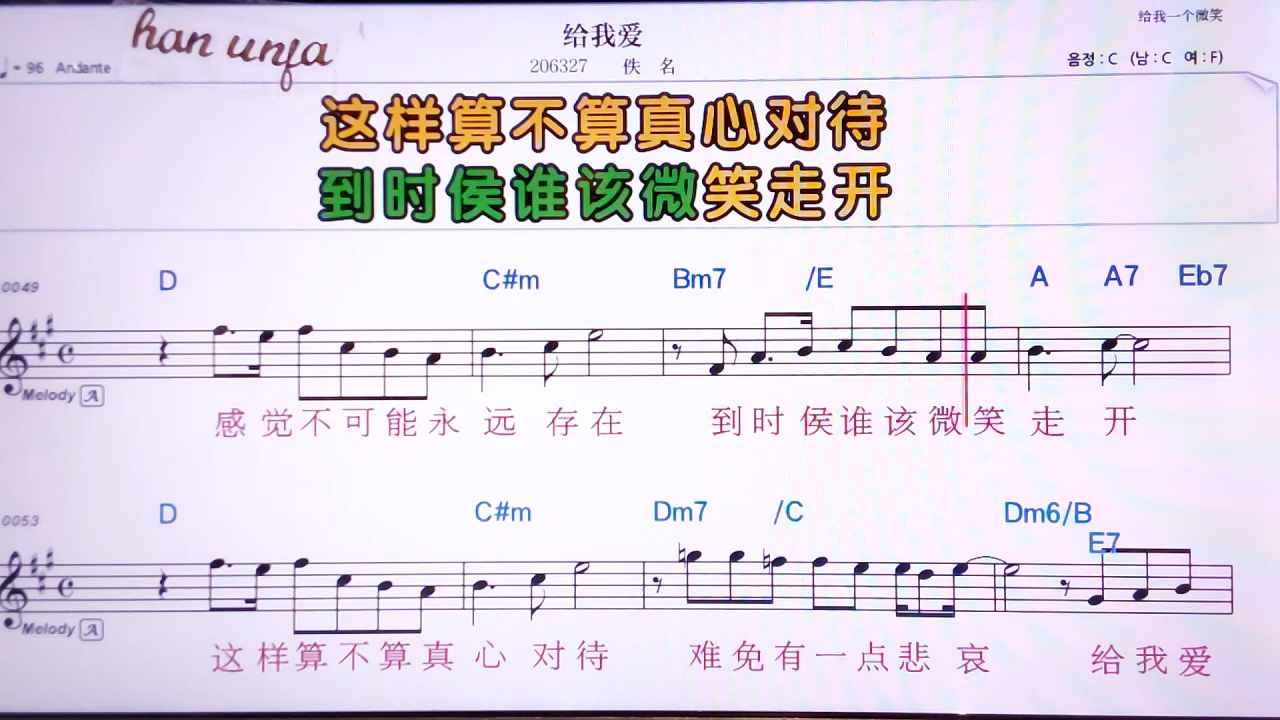 给我一个微笑
han unfa
给我爱
♩= 96 Andante
206327 佚 名
음정 : C (남 : C 여 : F)
这样算不算真心对待
到时侯谁该微笑走开
0049 D C#m Bm7 /E A A7 Eb7
Melody A
感觉不可能永远存在 到时侯谁该微笑走开
0053 D C#m Dm7 /C Dm6/B
E7
Melody A
这样算不算真心对待 难免有一点悲哀 给我爱